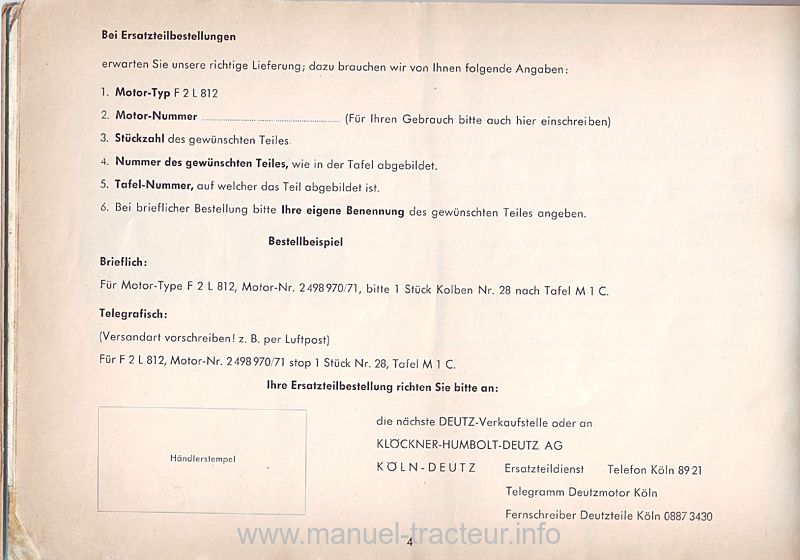 Bei Ersatzteilbestellungen
erwarten Sie unsere richtige Lieferung; dazu brauchen wir von Ihnen folgende Angaben:
1. Motor-Typ F 2 L 812
2. Motor-Nummer ........................................ (Für Ihren Gebrauch bitte auch hier einschreiben)
3. Stückzahl des gewünschten Teiles
4. Nummer des gewünschten Teiles, wie in der Tafel abgebildet.
5. Tafel-Nummer, auf welcher das Teil abgebildet ist.
6. Bei brieflicher Bestellung bitte Ihre eigene Benennung des gewünschten Teiles angeben.
Bestellbeispiel
Brieflich:
Für Motor-Type F 2 L 812, Motor-Nr. 2 498 970/71, bitte 1 Stück Kolben Nr. 28 nach Tafel M 1 C.
Telegrafisch:
(Versandart vorschreiben! z. B. per Luftpost)
Für F 2 L 812, Motor-Nr. 2 498 970/71 stop 1 Stück Nr. 28, Tafel M 1 C.
Ihre Ersatzteilbestellung richten Sie bitte an:
die nächste DEUTZ-Verkaufstelle oder an
KLÖCKNER-HUMBOLT-DEUTZ AG
Händlerstempel
KÖLN-DEUTZ Ersatzteildienst Telefon Köln 89 21
Telegramm Deutzmotor Köln
Fernschreiber Deutzteile Köln 0887 3430
www.manuel-tracteur.info
4